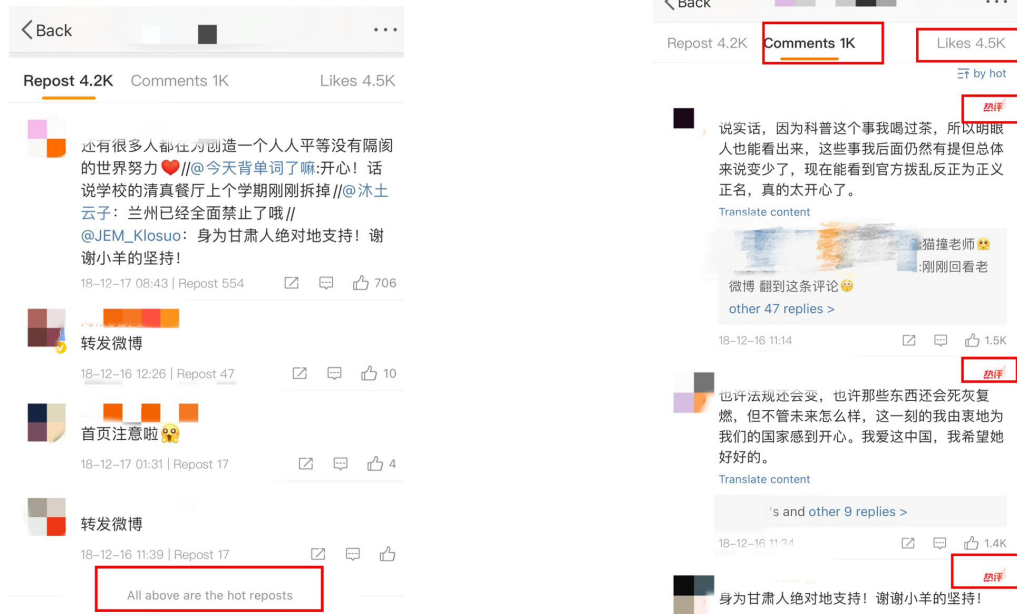 Back
Repost 4.2K Comments 1K Likes 4.5K
还有很多人都在为创造一个人人平等没有隔阂
的世界努力❤️//@今天背单词了嘛:开心！话
说学校的清真餐厅上个学期刚刚拆掉//@沐土
云子：兰州已经全面禁止了哦//
@JEM_Klosuo：身为甘肃人绝对地支持！谢
谢小羊的坚持！
18-12-17 08:43 | Repost 554 706
转发微博
18-12-16 12:26 | Repost 47 10
首页注意啦😱
18-12-17 01:31 | Repost 17 4
转发微博
18-12-16 11:39 | Repost 17
All above are the hot reposts
Back
Repost 4.2K Comments 1K Likes 4.5K
by hot
热评
说实话，因为科普这个事我喝过茶，所以明眼
人也能看出来，这些事我后面仍然有提但总体
来说变少了，现在能看到官方拨乱反正为正义
正名，真的太开心了。
Translate content
猫撞老师🥺
:刚刚回看老
微博 翻到这条评论🤫
other 47 replies >
18-12-16 11:14 1.5K
热评
也许法规还会变，也许那些东西还会死灰复
燃，但不管未来怎么样，这一刻的我由衷地为
我们的国家感到开心。我爱这中国，我希望她
好好的。
Translate content
's and other 9 replies >
18-12-16 11:34 1.4K
热评
身为甘肃人绝对地支持！谢谢小羊的坚持！